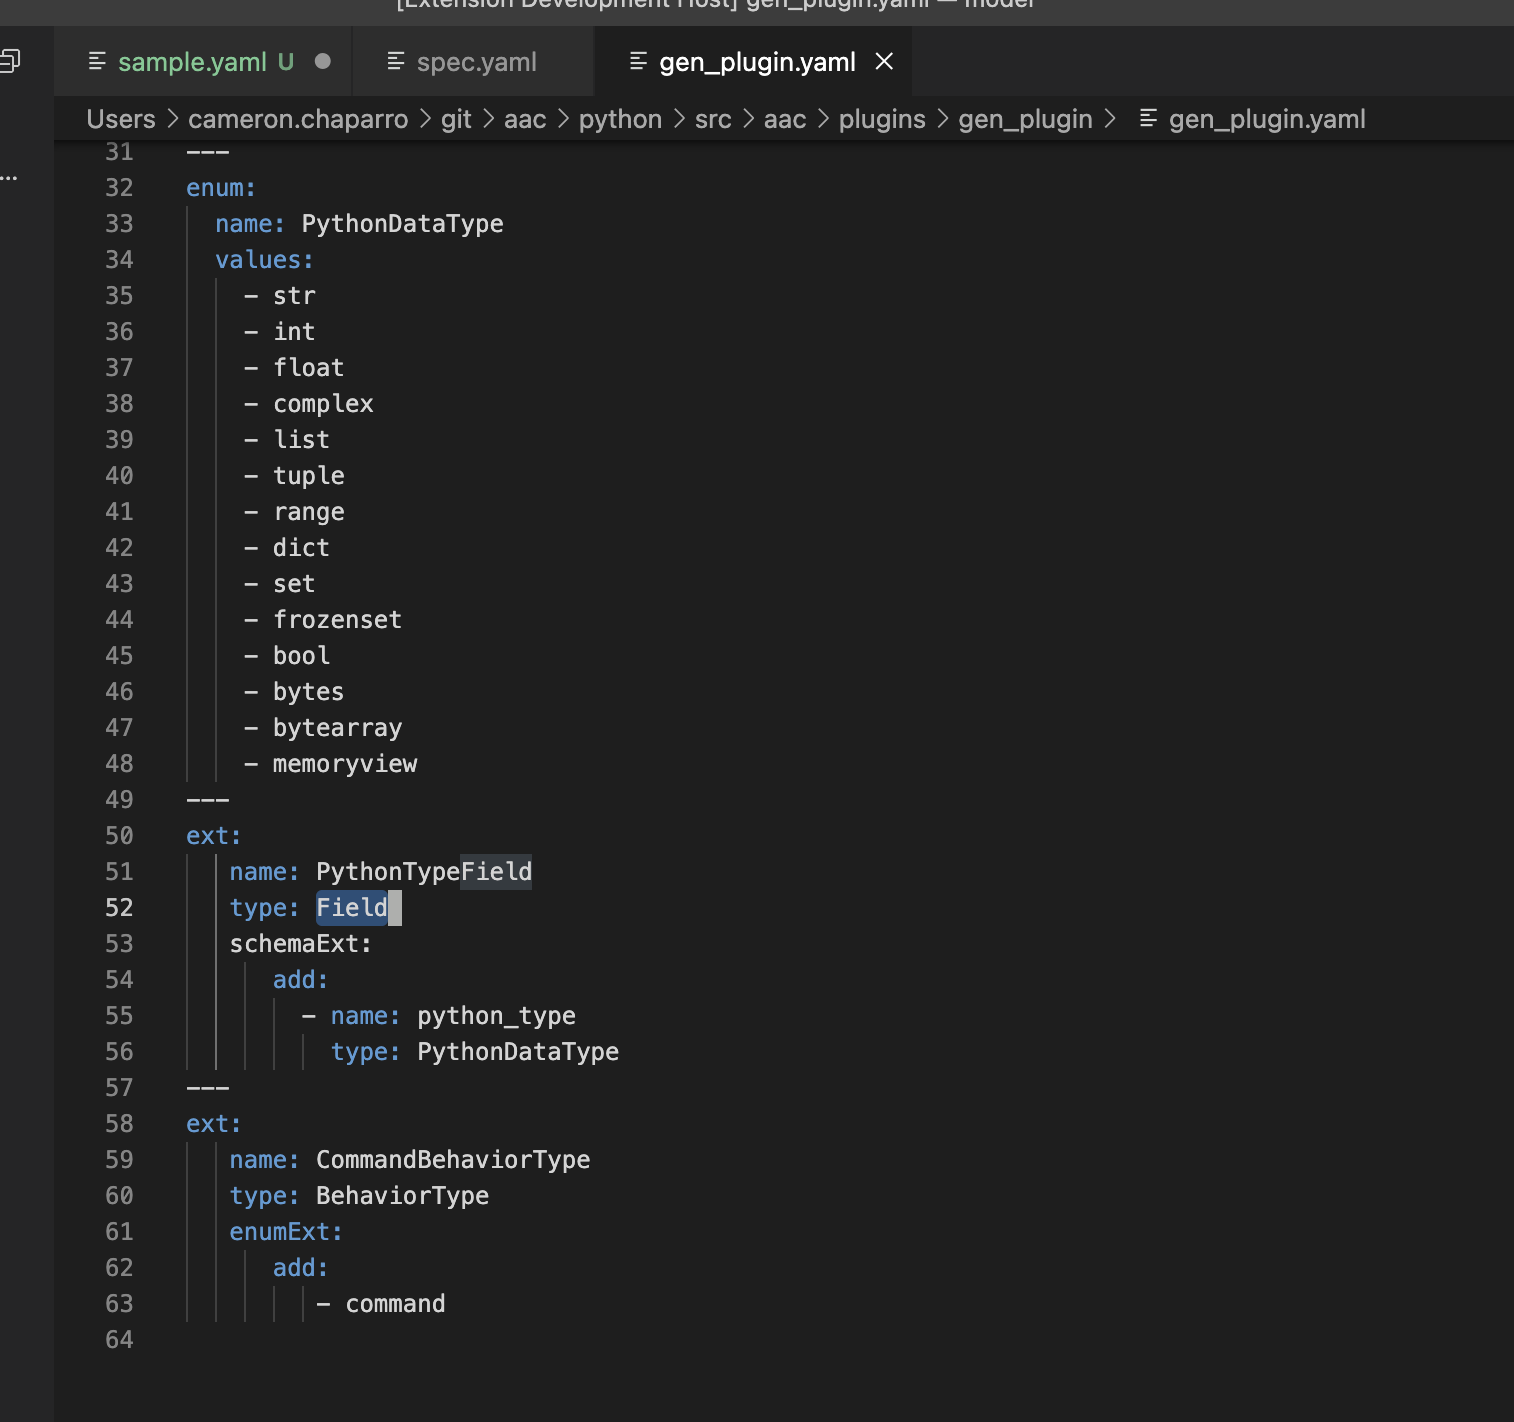 [Extension Development Host] gen_plugin.yaml — model
sample.yaml U
spec.yaml
gen_plugin.yaml
Users > cameron.chaparro > git > aac > python > src > aac > plugins > gen_plugin > gen_plugin.yaml
31 ---
32 enum:
33 name: PythonDataType
34 values:
35 - str
36 - int
37 - float
38 - complex
39 - list
40 - tuple
41 - range
42 - dict
43 - set
44 - frozenset
45 - bool
46 - bytes
47 - bytearray
48 - memoryview
49 ---
50 ext:
51 name: PythonTypeField
52 type: Field
53 schemaExt:
54 add:
55 - name: python_type
56 type: PythonDataType
57 ---
58 ext:
59 name: CommandBehaviorType
60 type: BehaviorType
61 enumExt:
62 add:
63 - command
64